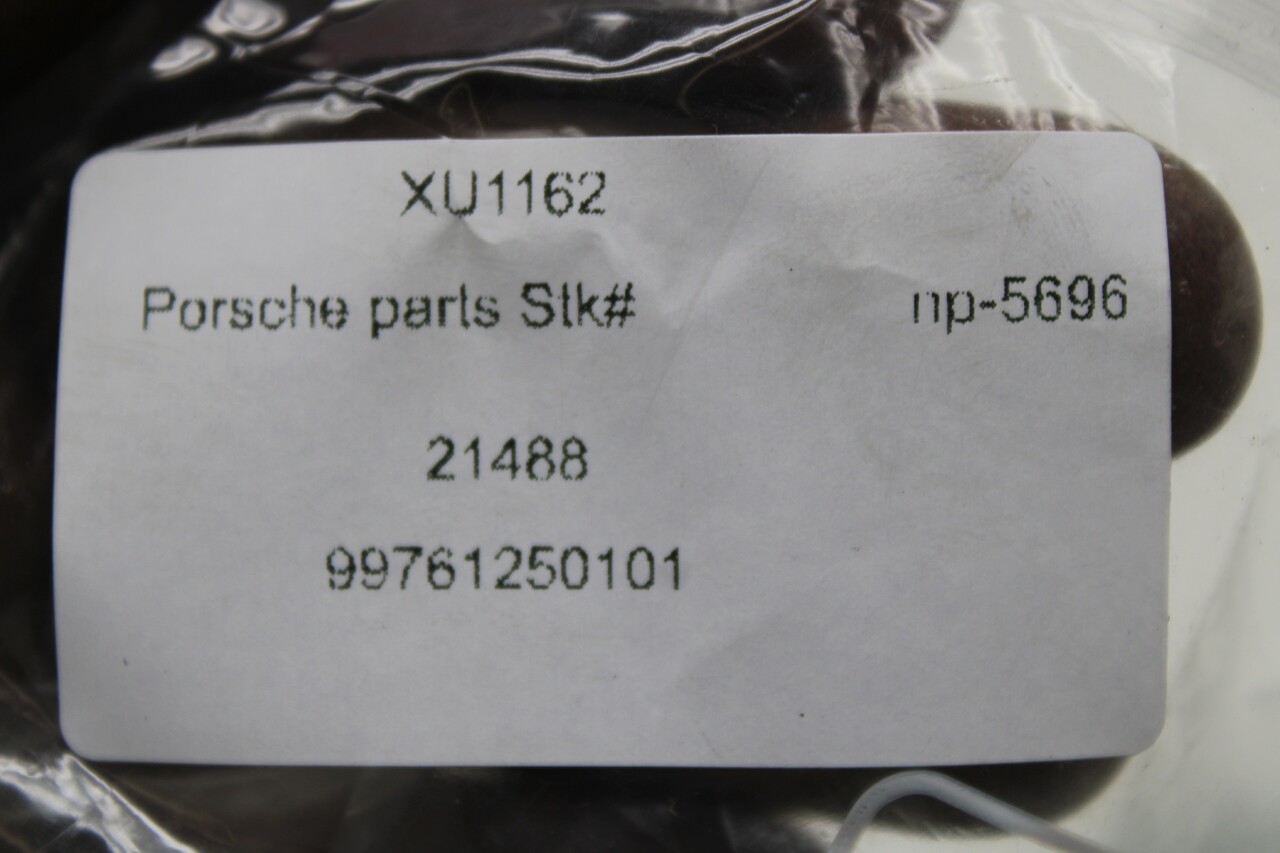 XU1162
Porsche parts Stk# np-5696
21488
99761250101